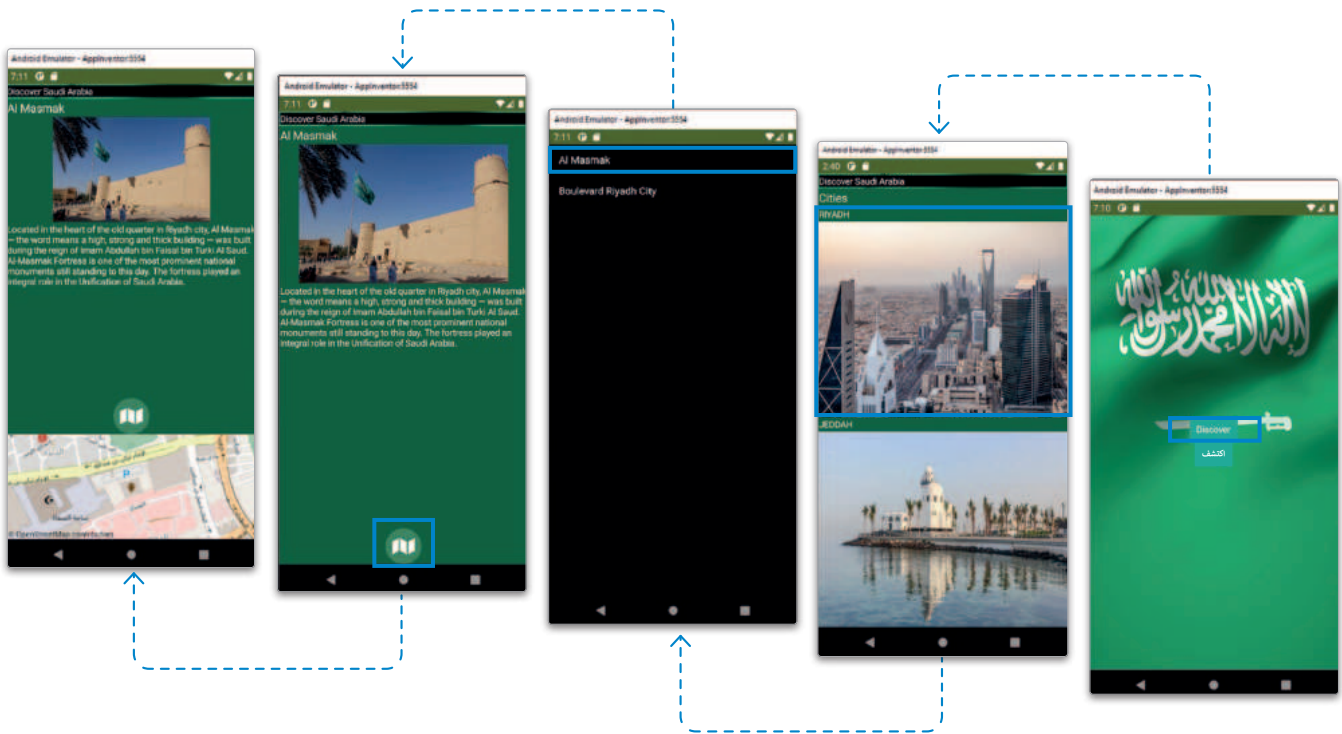 Android Emulator - AppInventor:5554
7:11
Discover Saudi Arabia
Al Masmak
Located in the heart of the old quarter in Riyadh city, Al Masmak
— the word means a high, strong and thick building — was built
during the reign of Imam Abdullah bin Faisal bin Turki Al Saud.
Al-Masmak Fortress is one of the most prominent national
monuments still standing to this day. The fortress played an
integral role in the Unification of Saudi Arabia.
P
Android Emulator - AppInventor:5554
7:11
Discover Saudi Arabia
Al Masmak
Located in the heart of the old quarter in Riyadh city, Al Masmak
— the word means a high, strong and thick building — was built
during the reign of Imam Abdullah bin Faisal bin Turki Al Saud.
Al-Masmak Fortress is one of the most prominent national
monuments still standing to this day. The fortress played an
integral role in the Unification of Saudi Arabia.
Android Emulator - AppInventor:5554
7:11
Al Masmak
Boulevard Riyadh City
Android Emulator - AppInventor:5554
2:40
Discover Saudi Arabia
Cities
RIYADH
JEDDAH
Android Emulator - AppInventor:5554
7:10
لا إله إلا الله محمد رسول الله
Discover
اكتشف